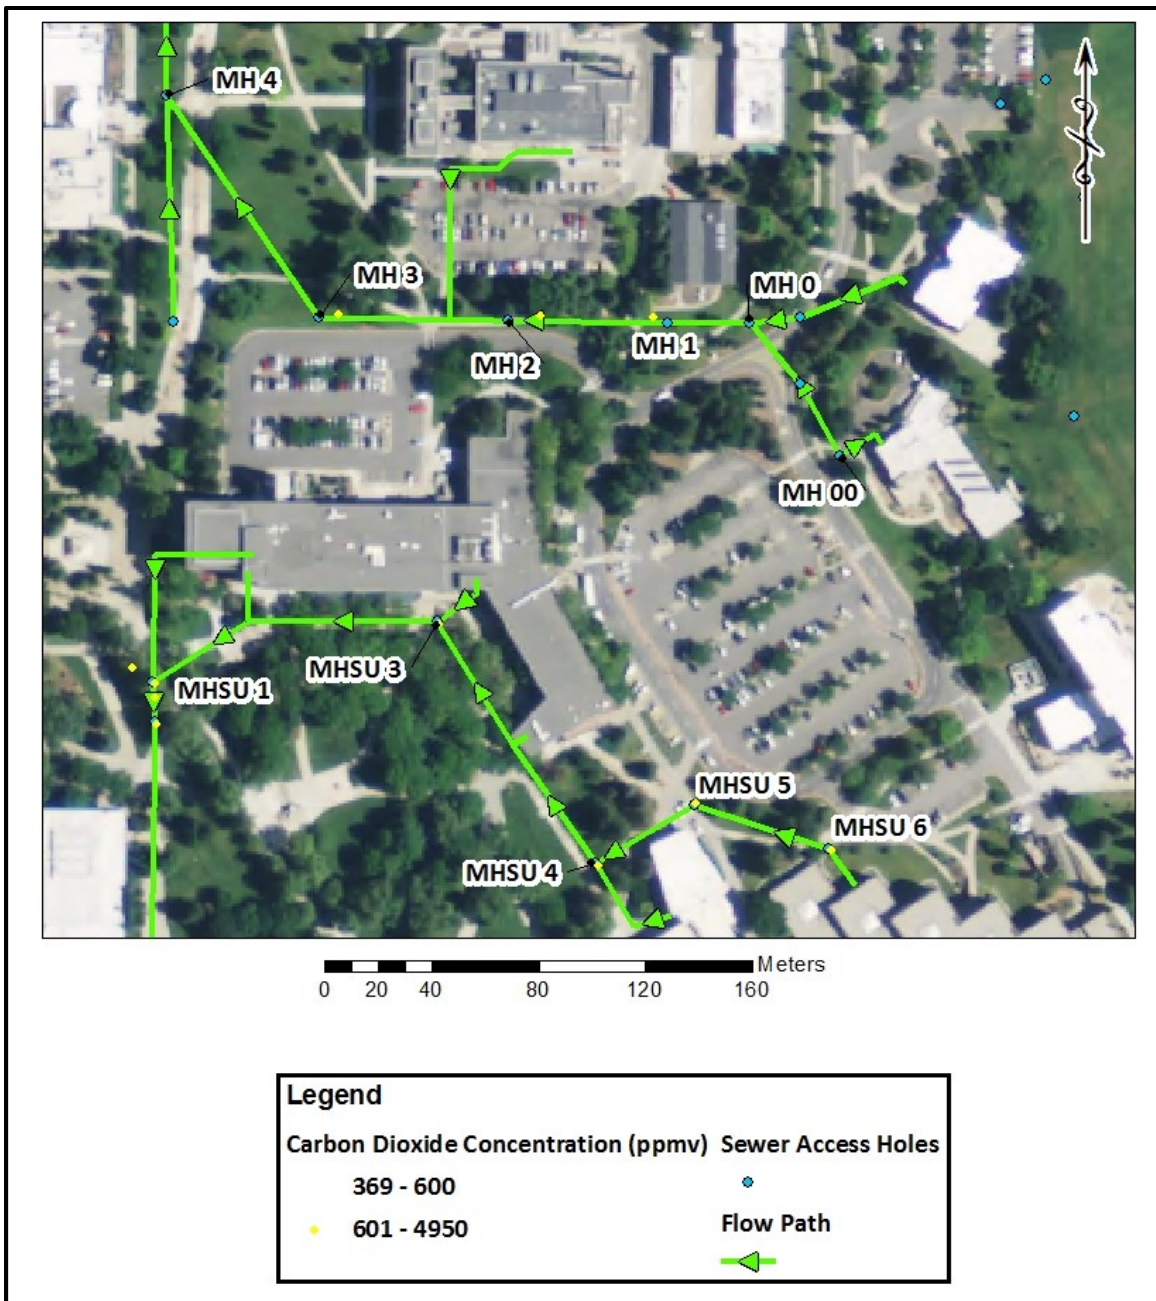 MH 4
MH 3
MH 0
MH 2
MH 1
MH 00
MHSU 3
MHSU 1
MHSU 5
MHSU 6
MHSU 4
Meters
0 20 40 80 120 160
Legend
Carbon Dioxide Concentration (ppmv) Sewer Access Holes
369 - 600
601 - 4950
Flow Path